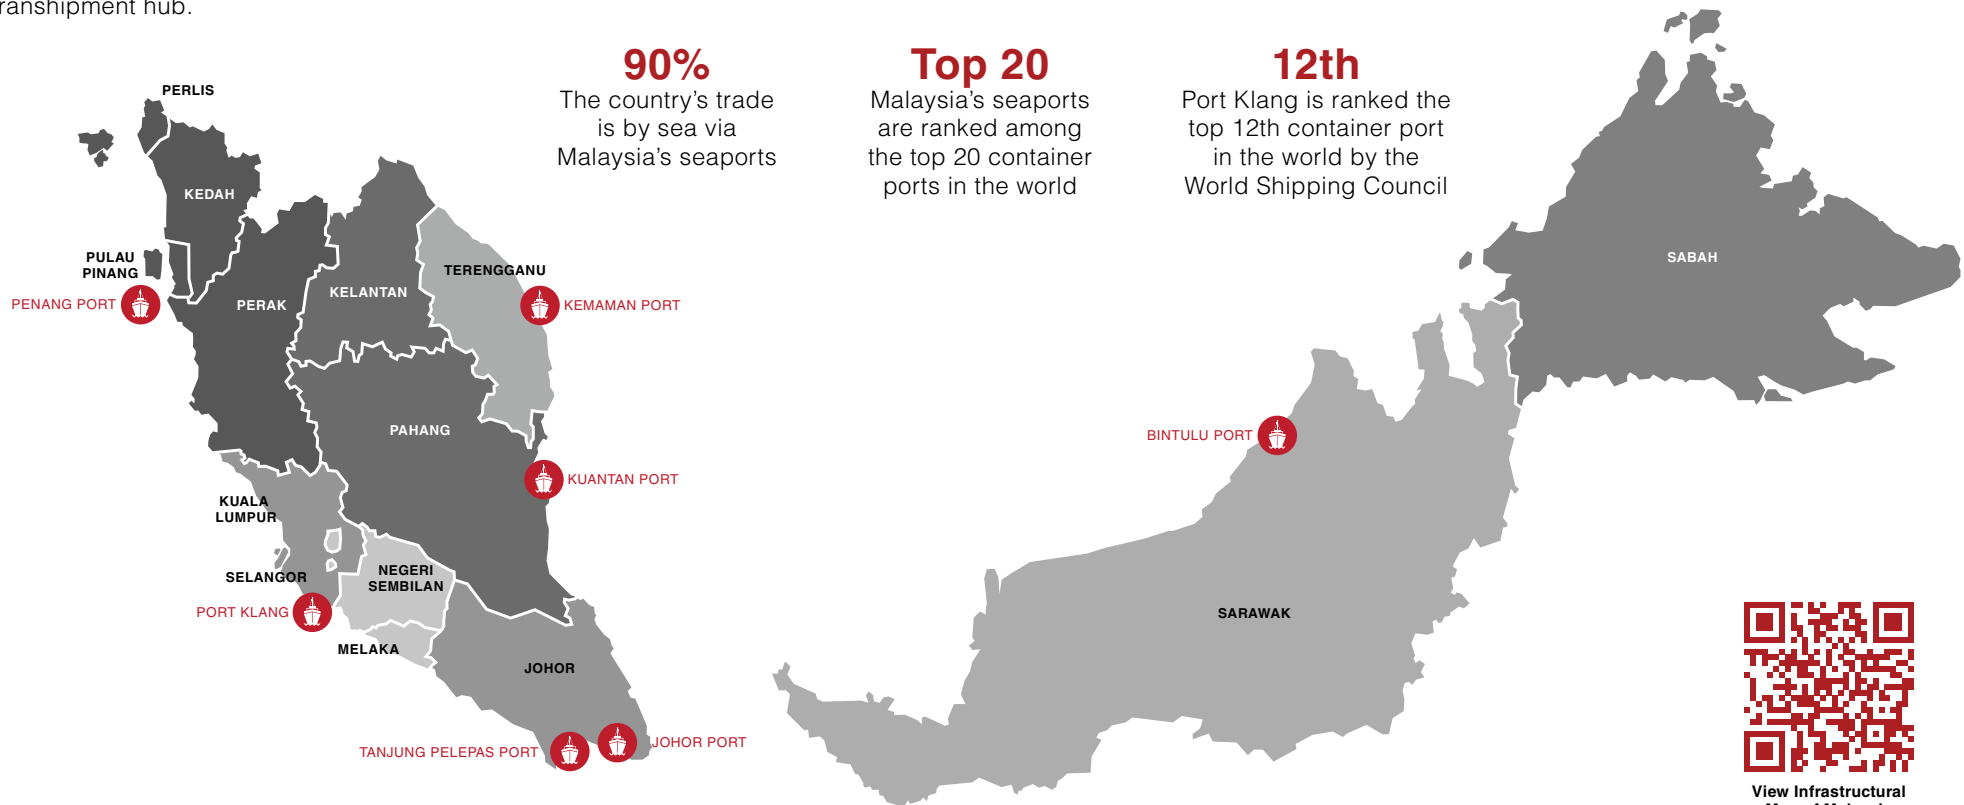 ranshipment hub.
90%
The country's trade
is by sea via
Malaysia's seaports
Top 20
Malaysia's seaports
are ranked among
the top 20 container
ports in the world
12th
Port Klang is ranked the
top 12th container port
in the world by the
World Shipping Council
PERLIS
KEDAH
PULAU
PINANG
PENANG PORT
PERAK
KELANTAN
TERENGGANU
KEMAMAN PORT
PAHANG
KUANTAN PORT
KUALA
LUMPUR
SELANGOR
PORT KLANG
NEGERI
SEMBILAN
MELAKA
JOHOR
TANJUNG PELEPAS PORT
JOHOR PORT
SABAH
BINTULU PORT
SARAWAK
View Infrastructural